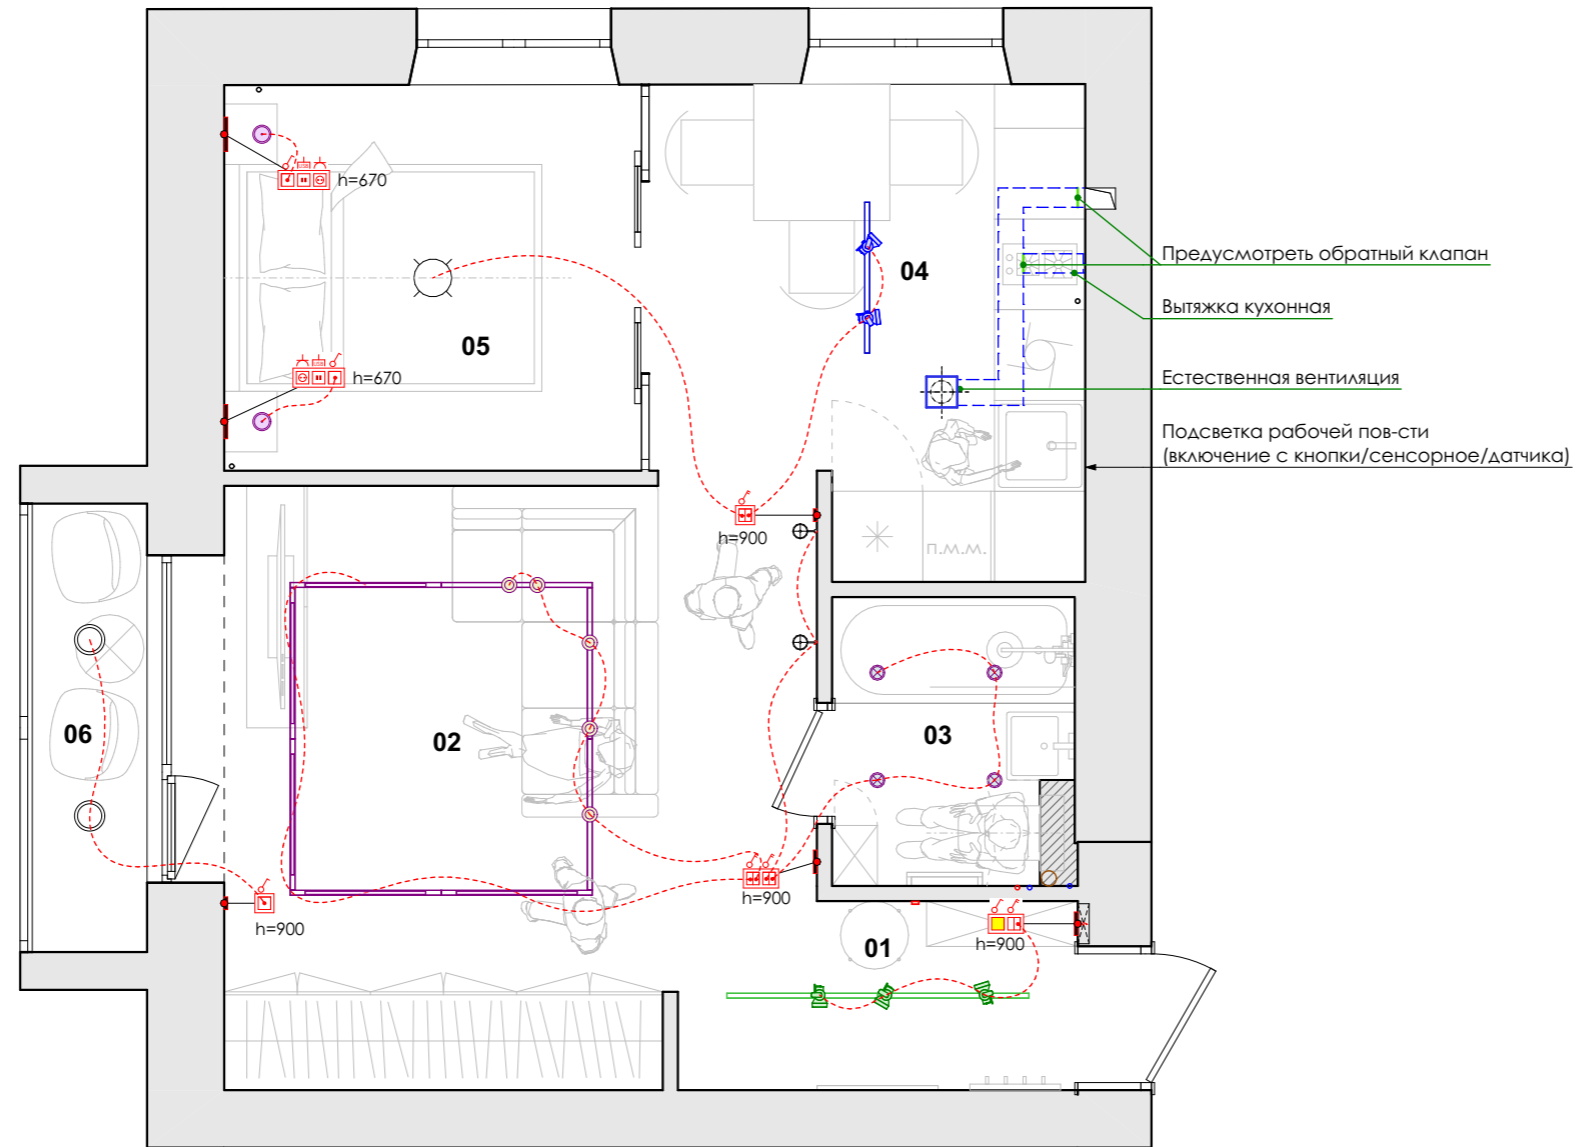 h=670
04
Предусмотреть обратный клапан
Вытяжка кухонная
05
h=670
Естественная вентиляция
Подсветка рабочей пов-сти
(включение с кнопки/сенсорное/датчика)
h=900
П.М.М.
06
02
03
h=900
h=900
01
h=900